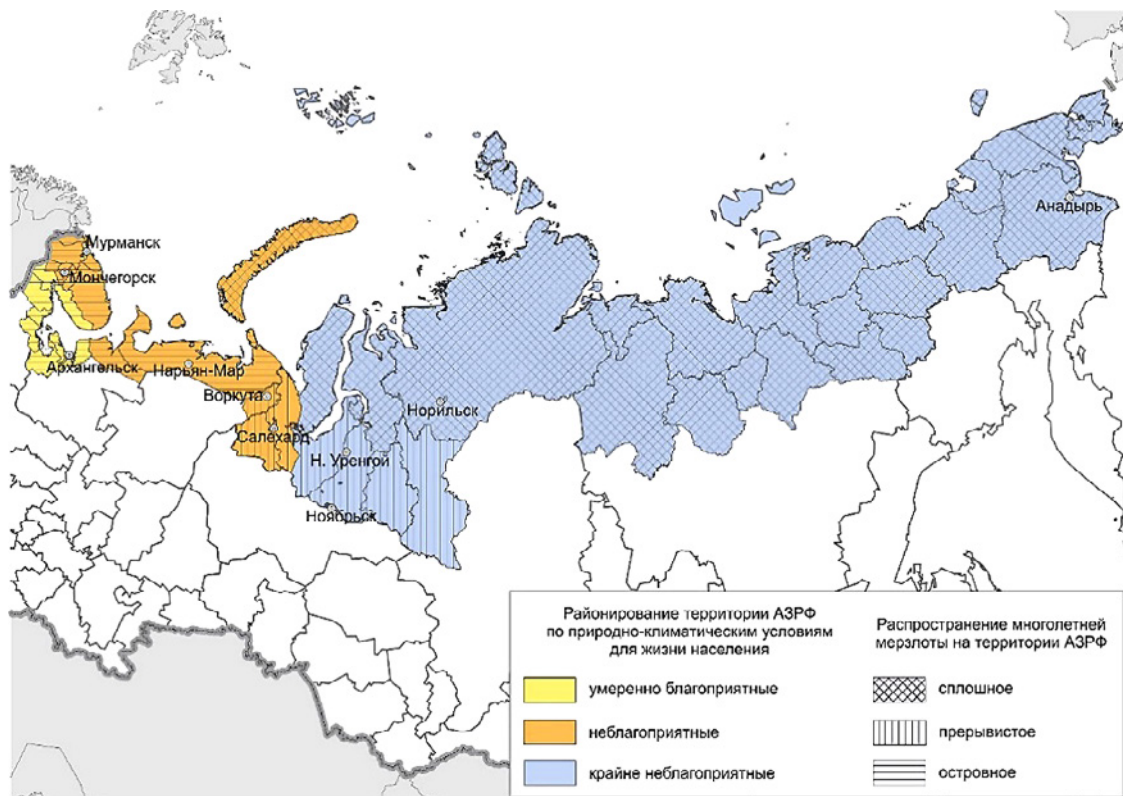 Анадырь
Мурманск
Мончегорск
Архангельск
Нарьян-Мар
Воркута
Норильск
Салехард
Н. Уренгой
Ноябрьск
Районирование территории АЗРФ
по природно-климатическим условиям
для жизни населения
умеренно благоприятные
неблагоприятные
крайне неблагоприятные
Распространение многолетней
мерзлоты на территории АЗРФ
сплошное
прерывистое
островное